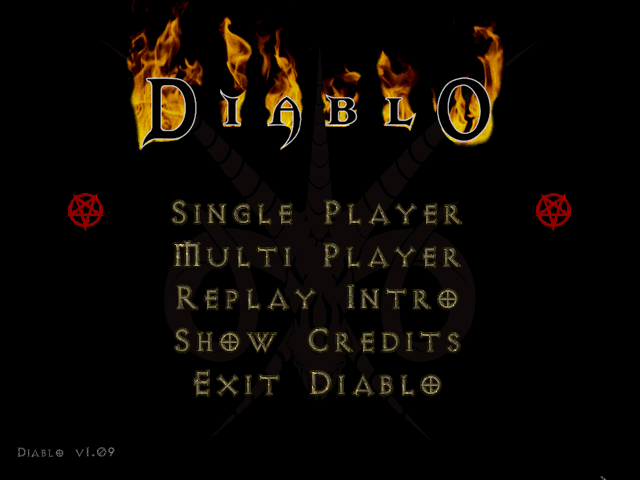 Diablo
Single Player
Multi Player
Replay Intro
Show Credits
Exit Diablo
Diablo v1.09